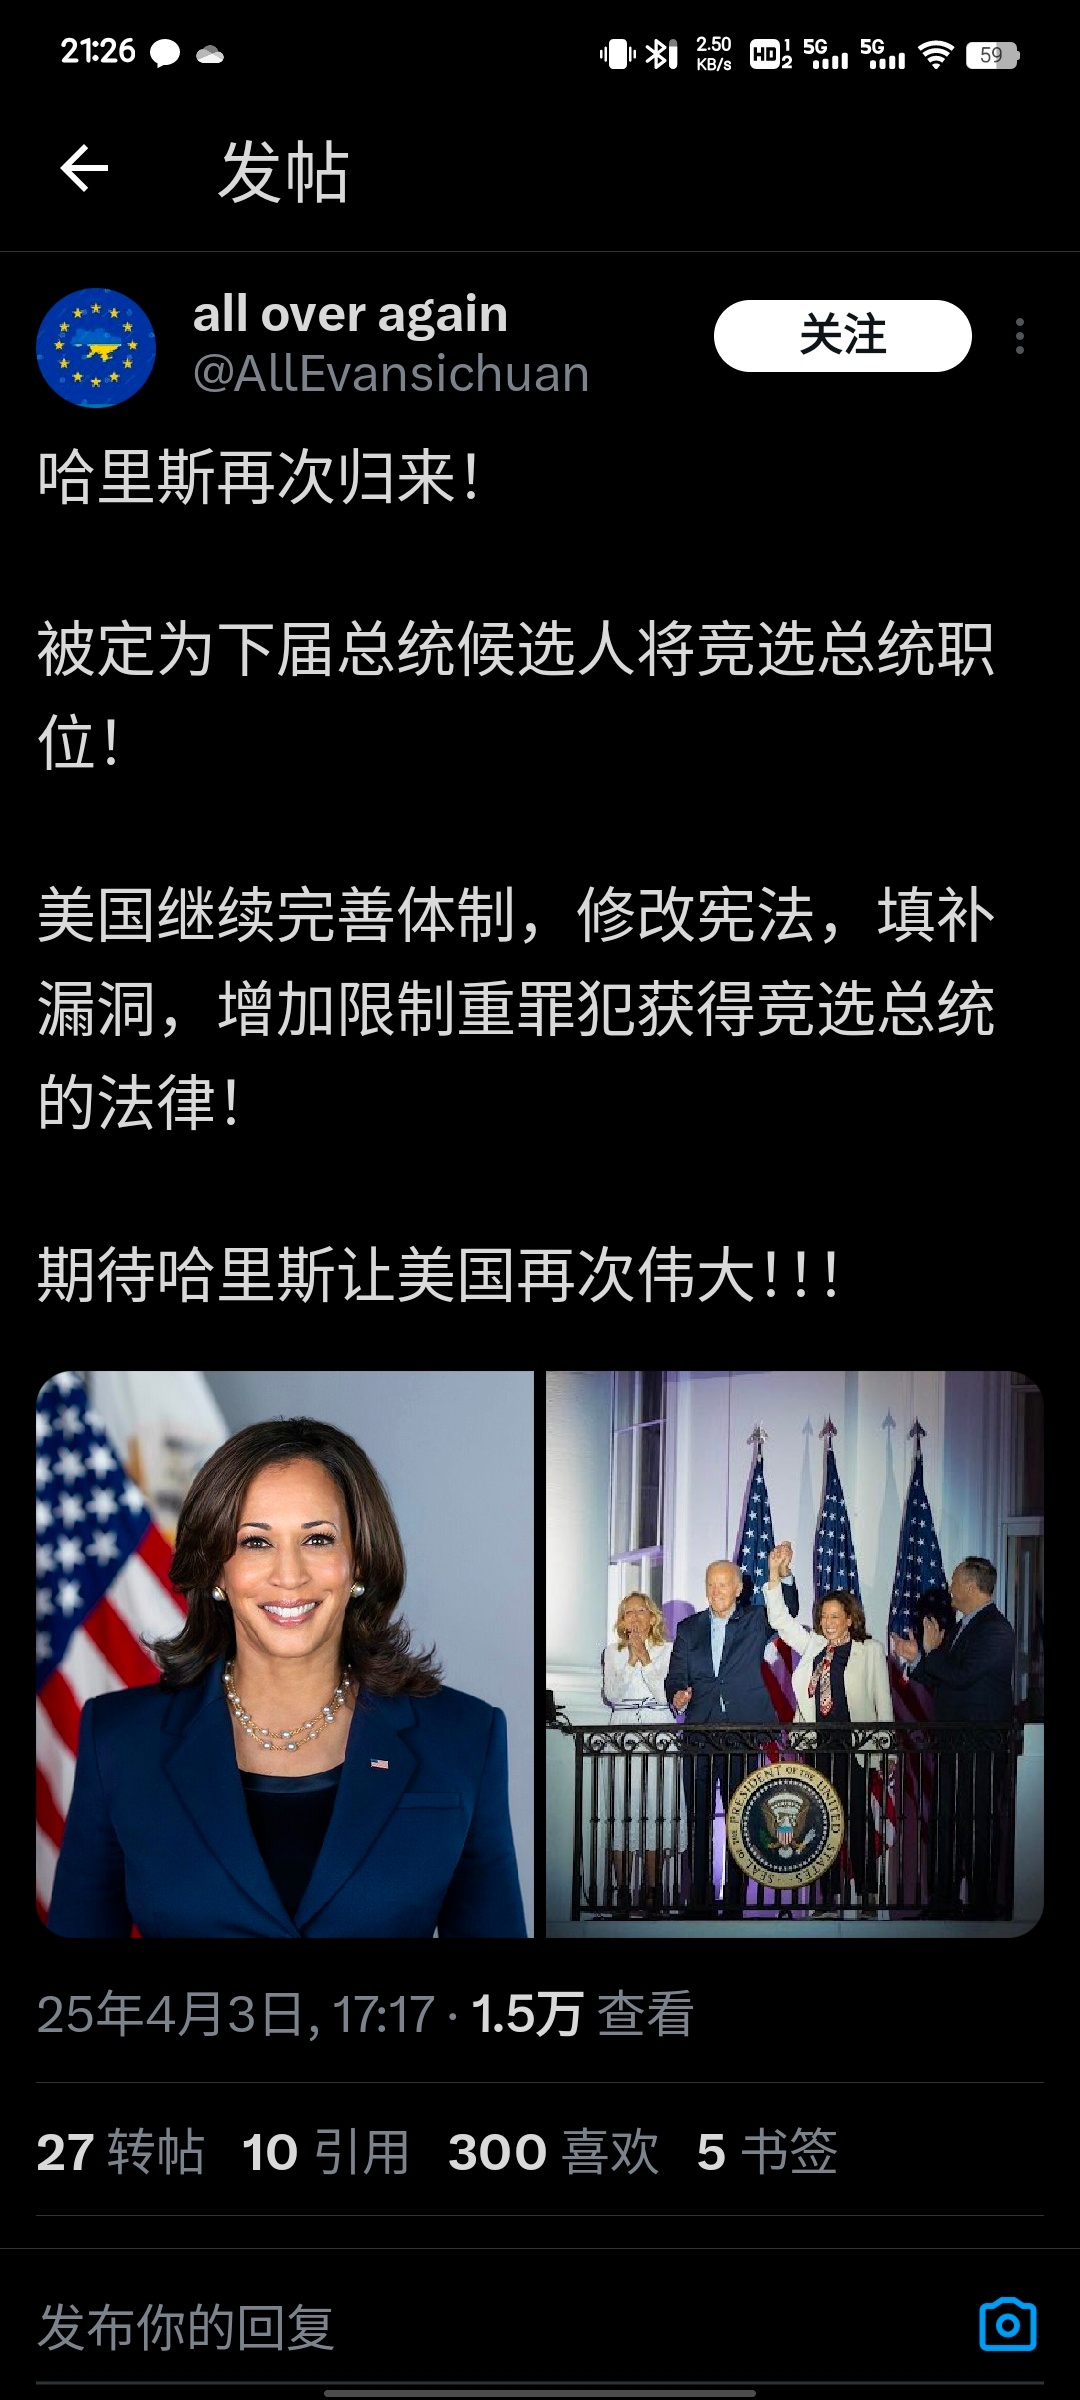 21:26
2.50
KB/s
HD 1 2
5G
5G
59
发帖
all over again
@AllEvansichuan
关注
哈里斯再次归来！
被定为下届总统候选人将竞选总统职
位！
美国继续完善体制，修改宪法，填补
漏洞，增加限制重罪犯获得竞选总统
的法律！
期待哈里斯让美国再次伟大！！！
SEAL OF THE PRESIDENT OF THE UNITED STATES
25年4月3日, 17:17 · 1.5万 查看
27 转帖 10 引用 300 喜欢 5 书签
发布你的回复